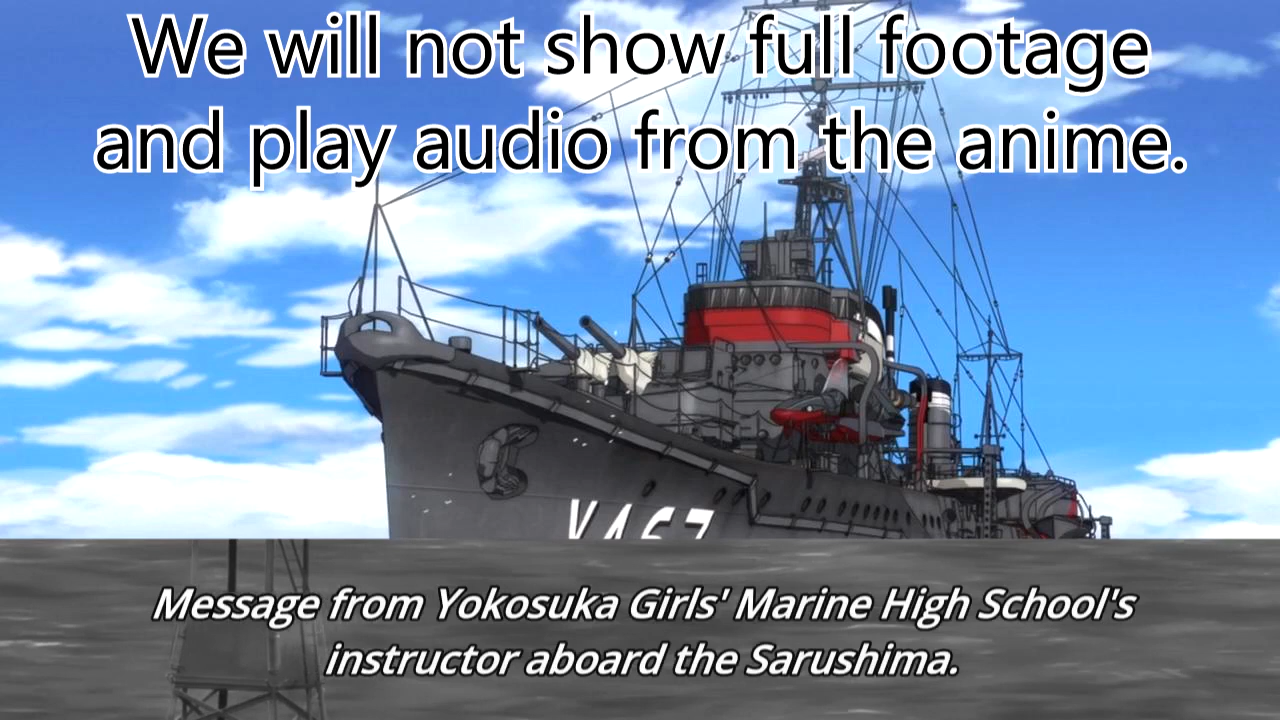 We will not show full footage
and play audio from the anime.
Message from Yokosuka Girls' Marine High School's
instructor aboard the Sarushima.